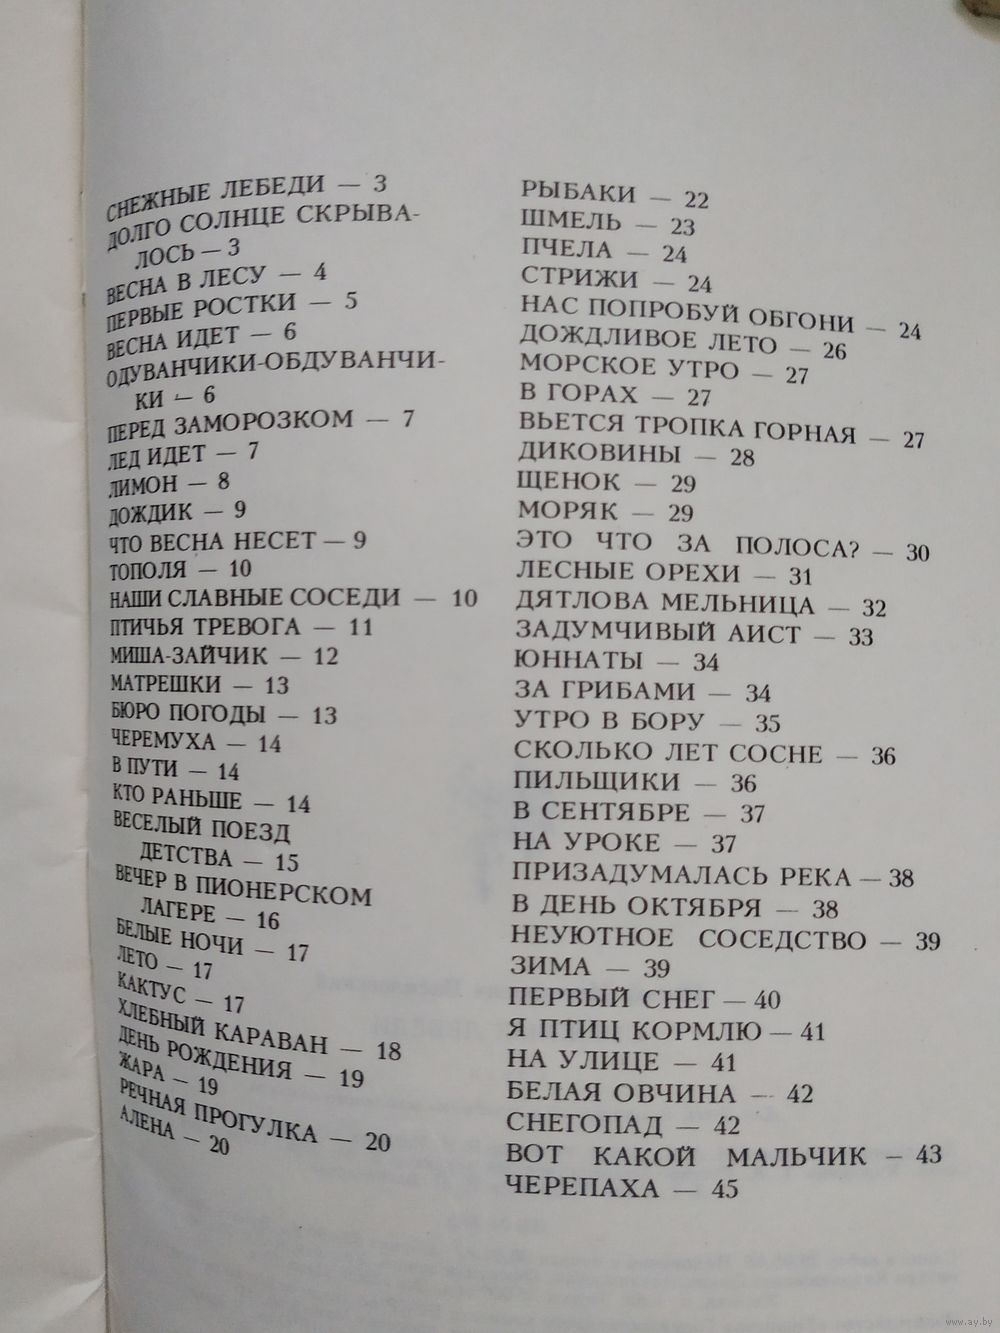 СНЕЖНЫЕ ЛЕБЕДИ — 3
ДОЛГО СОЛНЦЕ СКРЫВА-
ЛОСЬ — 3
ВЕСНА В ЛЕСУ — 4
ПЕРВЫЕ РОСТКИ — 5
ВЕСНА ИДЕТ — 6
ОДУВАНЧИКИ-ОБДУВАНЧИ-
КИ — 6
ПЕРЕД ЗАМОРОЗКОМ — 7
ЛЕД ИДЕТ — 7
ЛИМОН — 8
ДОЖДИК — 9
ЧТО ВЕСНА НЕСЕТ — 9
ТОПОЛЯ — 10
НАШИ СЛАВНЫЕ СОСЕДИ — 10
ПТИЧЬЯ ТРЕВОГА — 11
МИША-ЗАЙЧИК — 12
МАТРЕШКИ — 13
БЮРО ПОГОДЫ — 13
ЧЕРЕМУХА — 14
В ПУТИ — 14
КТО РАНЬШЕ — 14
ВЕСЕЛЫЙ ПОЕЗД
ДЕТСТВА — 15
ВЕЧЕР В ПИОНЕРСКОМ
ЛАГЕРЕ — 16
БЕЛЫЕ НОЧИ — 17
ЛЕТО — 17
КАКТУС — 17
ХЛЕБНЫЙ КАРАВАН — 18
ДЕНЬ РОЖДЕНИЯ — 19
ЖАРА — 19
РЕЧНАЯ ПРОГУЛКА — 20
АЛЕНА — 20
РЫБАКИ — 22
ШМЕЛЬ — 23
ПЧЕЛА — 24
СТРИЖИ — 24
НАС ПОПРОБУЙ ОБГОНИ — 24
ДОЖДЛИВОЕ ЛЕТО — 26
МОРСКОЕ УТРО — 27
В ГОРАХ — 27
ВЬЕТСЯ ТРОПКА ГОРНАЯ — 27
ДИКОВИНЫ — 28
ЩЕНОК — 29
МОРЯК — 29
ЭТО ЧТО ЗА ПОЛОСА? — 30
ЛЕСНЫЕ ОРЕХИ — 31
ДЯТЛОВА МЕЛЬНИЦА — 32
ЗАДУМЧИВЫЙ АИСТ — 33
ЮННАТЫ — 34
ЗА ГРИБАМИ — 34
УТРО В БОРУ — 35
СКОЛЬКО ЛЕТ СОСНЕ — 36
ПИЛЬЩИКИ — 36
В СЕНТЯБРЕ — 37
НА УРОКЕ — 37
ПРИЗАДУМАЛАСЬ РЕКА — 38
В ДЕНЬ ОКТЯБРЯ — 38
НЕУЮТНОЕ СОСЕДСТВО — 39
ЗИМА — 39
ПЕРВЫЙ СНЕГ — 40
Я ПТИЦ КОРМЛЮ — 41
НА УЛИЦЕ — 41
БЕЛАЯ ОВЧИНА — 42
СНЕГОПАД — 42
ВОТ КАКОЙ МАЛЬЧИК — 43
ЧЕРЕПАХА — 45
www.ay.by